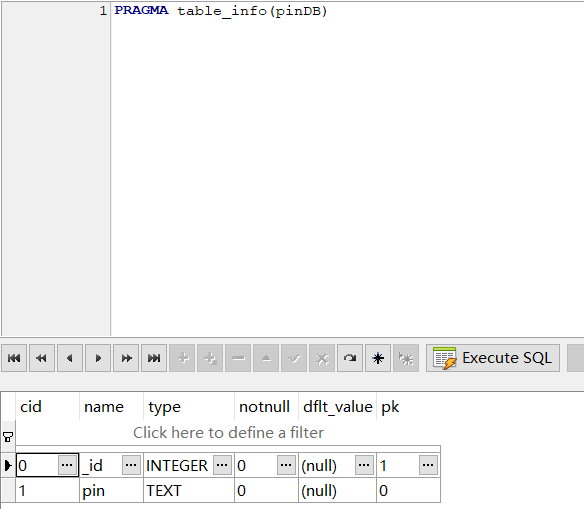 1 PRAGMA table_info(pinDB)
Execute SQL
cid name type notnull dflt_value pk
Click here to define a filter
0 ... _id ... INTEGER ... 0 ... (null) ... 1 ...
1 pin TEXT 0 (null) 0